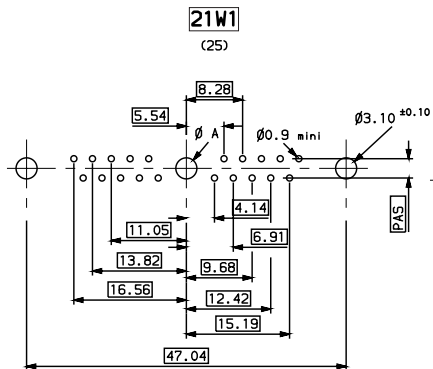 21W1
(25)
8.28
5.54
Ø A
Ø0.9 mini
Ø3.10 ±0.10
4.14
PAS
11.05
6.91
13.82
9.68
16.56
12.42
15.19
47.04